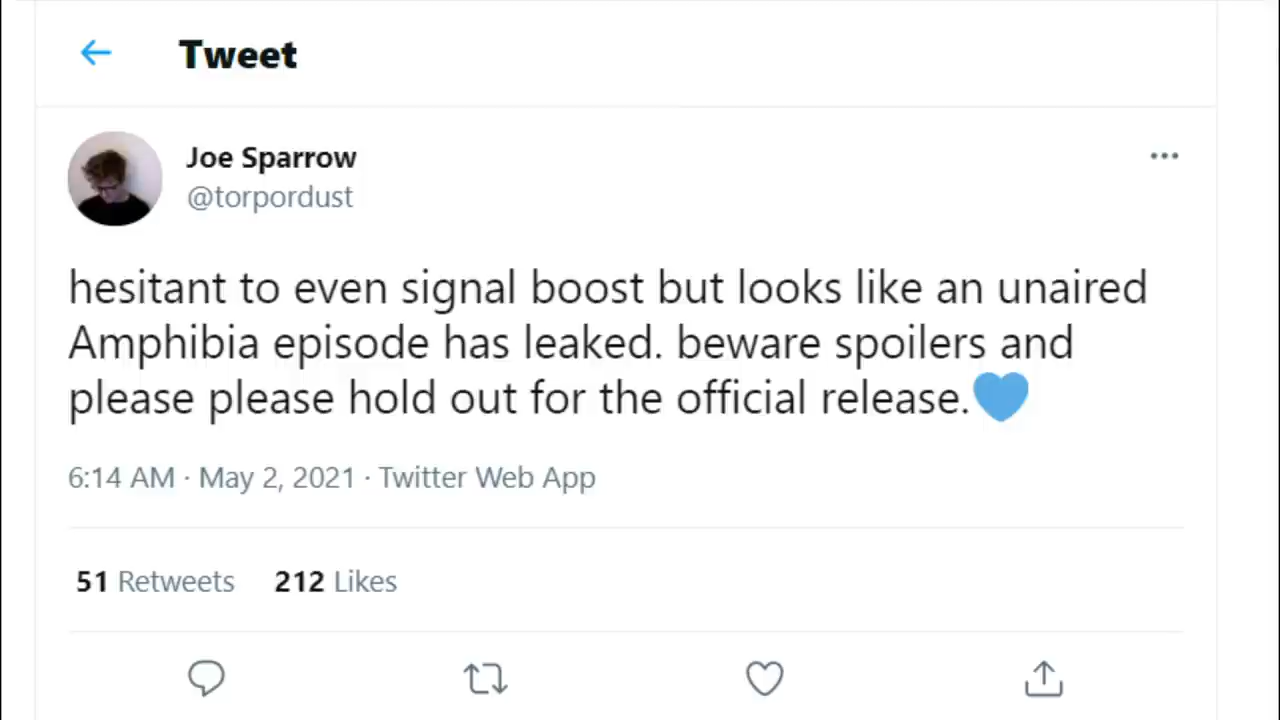 Tweet
Joe Sparrow
@torpordust
hesitant to even signal boost but looks like an unaired
Amphibia episode has leaked. beware spoilers and
please please hold out for the official release.💙
6:14 AM · May 2, 2021 · Twitter Web App
51 Retweets 212 Likes